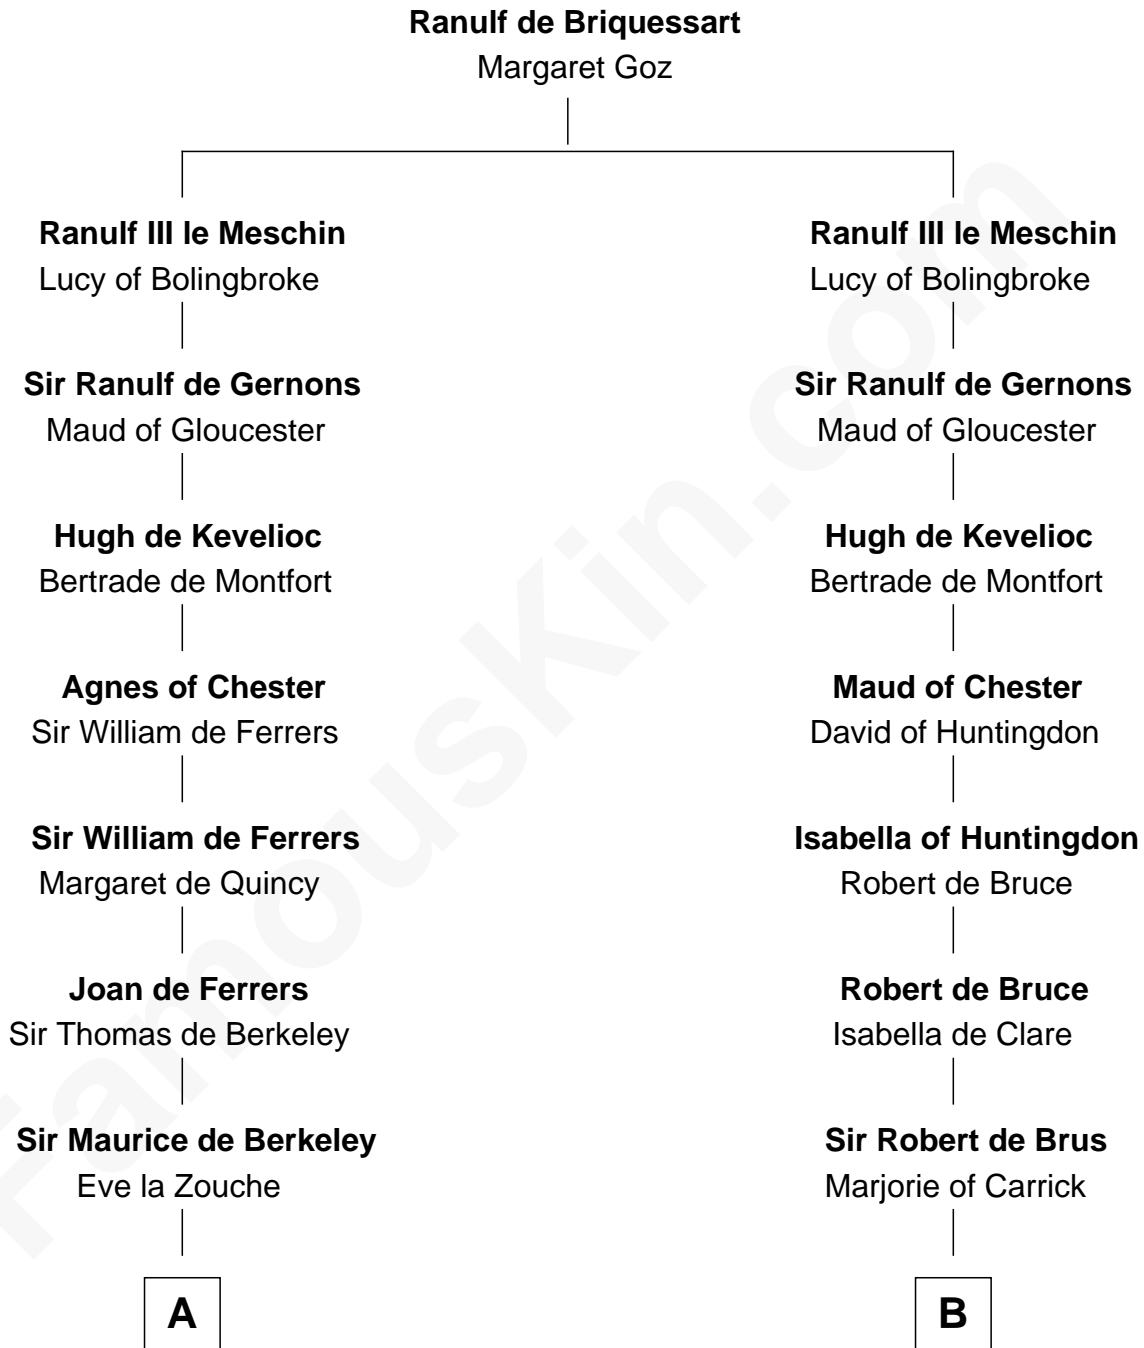 Ranulf de Briquessart
Margaret Goz
Ranulf III le Meschin
Lucy of Bolingbroke
Sir Ranulf de Gernons
Maud of Gloucester
Hugh de Kevelioc
Bertrade de Montfort
Agnes of Chester
Sir William de Ferrers
Sir William de Ferrers
Margaret de Quincy
Joan de Ferrers
Sir Thomas de Berkeley
Sir Maurice de Berkeley
Eve la Zouche
A
Ranulf III le Meschin
Lucy of Bolingbroke
Sir Ranulf de Gernons
Maud of Gloucester
Hugh de Kevelioc
Bertrade de Montfort
Maud of Chester
David of Huntingdon
Isabella of Huntingdon
Robert de Bruce
Robert de Bruce
Isabella de Clare
Sir Robert de Brus
Marjorie of Carrick
B
FamousKin.com